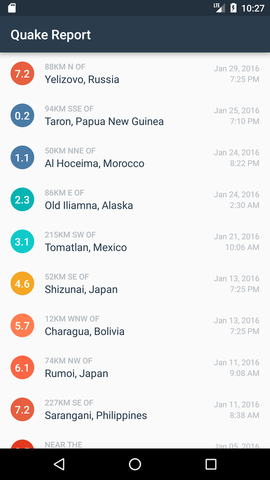 LTE 10:27
Quake Report
7.2 88KM N OF Jan 29, 2016
Yelizovo, Russia 7:25 PM
0.2 94KM SSE OF Jan 25, 2016
Taron, Papua New Guinea 7:10 PM
1.1 50KM NNE OF Jan 24, 2016
Al Hoceima, Morocco 8:22 PM
2.3 86KM E OF Jan 24, 2016
Old Iliamna, Alaska 2:30 AM
3.1 215KM SW OF Jan 21, 2016
Tomatlan, Mexico 10:06 AM
4.6 52KM SE OF Jan 13, 2016
Shizunai, Japan 7:25 PM
5.7 12KM WNW OF Jan 13, 2016
Charagua, Bolivia 7:25 PM
6.1 74KM NW OF Jan 11, 2016
Rumoi, Japan 9:08 AM
7.2 227KM SE OF Jan 11, 2016
Sarangani, Philippines 8:38 AM
NEAR THE Jan 05, 2016